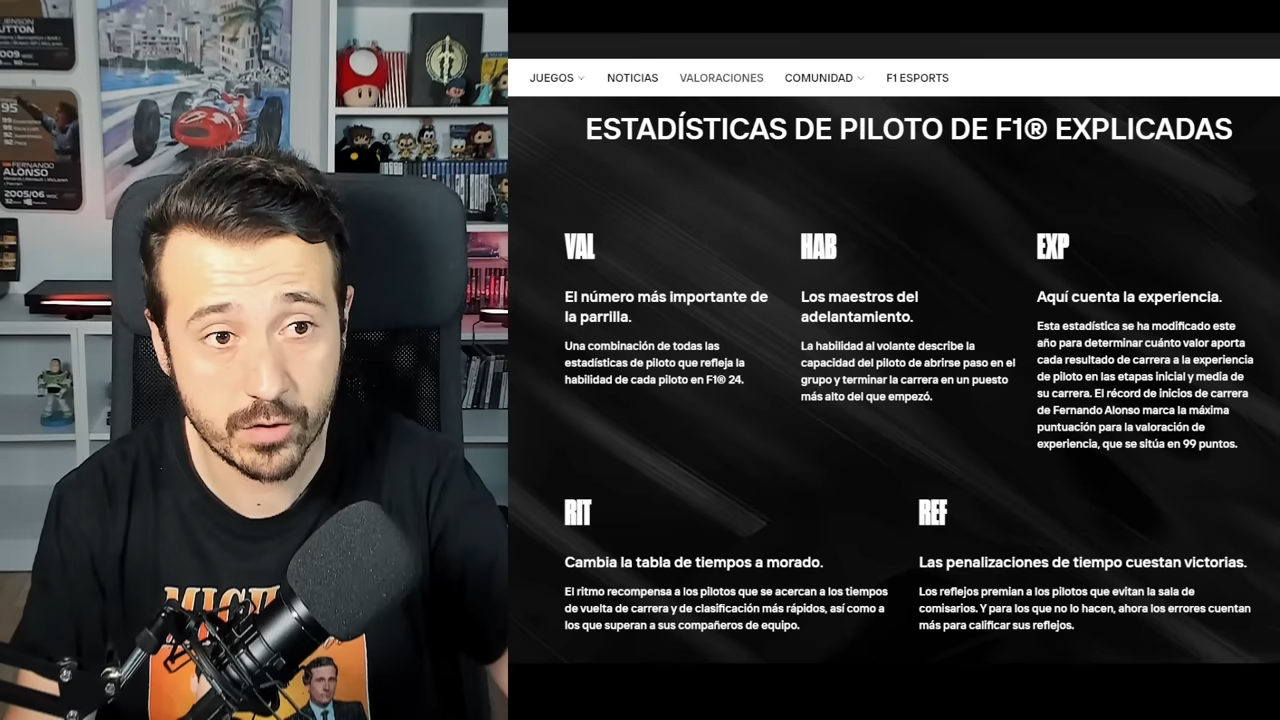 JENSON
UTTON
2009
95
FERNANDO
ALONSO
2005/06
MICH
JUEGOS
NOTICIAS
VALORACIONES
COMUNIDAD
F1 ESPORTS
ESTADÍSTICAS DE PILOTO DE F1® EXPLICADAS
VAL
El número más importante de
la parrilla.
Una combinación de todas las
estadísticas de piloto que refleja la
habilidad de cada piloto en F1® 24.
HAB
Los maestros del
adelantamiento.
La habilidad al volante describe la
capacidad del piloto de abrirse paso en el
grupo y terminar la carrera en un puesto
más alto del que empezó.
EXP
Aquí cuenta la experiencia.
Esta estadística se ha modificado este
año para determinar cuánto valor aporta
cada resultado de carrera a la experiencia
de piloto en las etapas inicial y media de
su carrera. El récord de inicios de carrera
de Fernando Alonso marca la máxima
puntuación para la valoración de
experiencia, que se sitúa en 99 puntos.
RIT
Cambia la tabla de tiempos a morado.
El ritmo recompensa a los pilotos que se acercan a los tiempos
de vuelta de carrera y de clasificación más rápidos, así como a
los que superan a sus compañeros de equipo.
REF
Las penalizaciones de tiempo cuestan victorias.
Los reflejos premian a los pilotos que evitan la sala de
comisarios. Y para los que no lo hacen, ahora los errores cuentan
más para calificar sus reflejos.